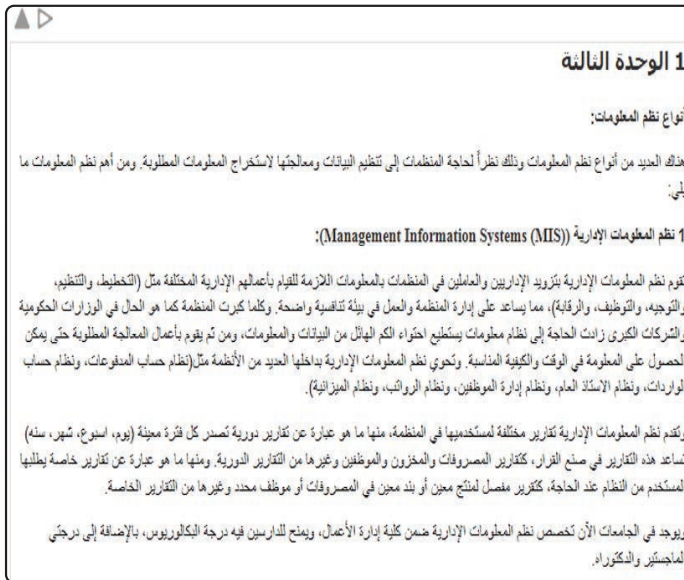 1 الوحدة الثالثة
أنواع نظم المعلومات:
هناك العديد من أنواع نظم المعلومات وذلك نظراً لحاجة المنظمات إلى تنظيم البيانات ومعالجتها لاستخراج المعلومات المطلوبة. ومن أهم نظم المعلومات ما
يلي:
1 نظم المعلومات الإدارية ((Management Information Systems (MIS)):
تقوم نظم المعلومات الإدارية بتزويد الإداريين والعاملين في المنظمات بالمعلومات اللازمة للقيام بأعمالهم الإدارية المختلفة مثل (التخطيط، والتنظيم،
والتوجيه، والتوظيف، والرقابة)، مما يساعد على إدارة المنظمة والعمل في بيئة تنافسية واضحة. وكلما كبرت المنظمة كما هو الحال في الوزارات الحكومية
والشركات الكبرى زادت الحاجة إلى نظام معلومات يستطيع احتواء الكم الهائل من البيانات والمعلومات، ومن ثم يقوم بأعمال المعالجة المطلوبة حتى يمكن
الحصول على المعلومة في الوقت والكيفية المناسبة. وتحوي نظم المعلومات الإدارية بداخلها العديد من الأنظمة مثل(نظام حساب المدفوعات، ونظام حساب
الواردات، ونظام الاستاذ العام، ونظام إدارة الموظفين، ونظام الرواتب، ونظام الميزانية).
وتقدم نظم المعلومات الإدارية تقارير مختلفة لمستخدميها في المنظمة، منها ما هو عبارة عن تقارير دورية تصدر كل فترة معينة (يوم، اسبوع، شهر، سنه)
تساعد هذه التقارير في صنع القرار، كتقارير المصروفات والمخزون والموظفين وغيرها من التقارير الدورية. ومنها ما هو عبارة عن تقارير خاصة يطلبها
المستخدم من النظام عند الحاجة، كتقرير مفصل لمنتج معين أو بند معين في المصروفات أو موظف محدد وغيرها من التقارير الخاصة.
ويوجد في الجامعات الآن تخصص نظم المعلومات الإدارية ضمن كلية إدارة الأعمال، ويمنح للدارسين فيه درجة البكالوريوس، بالإضافة إلى درجتي
الماجستير والدكتوراه.